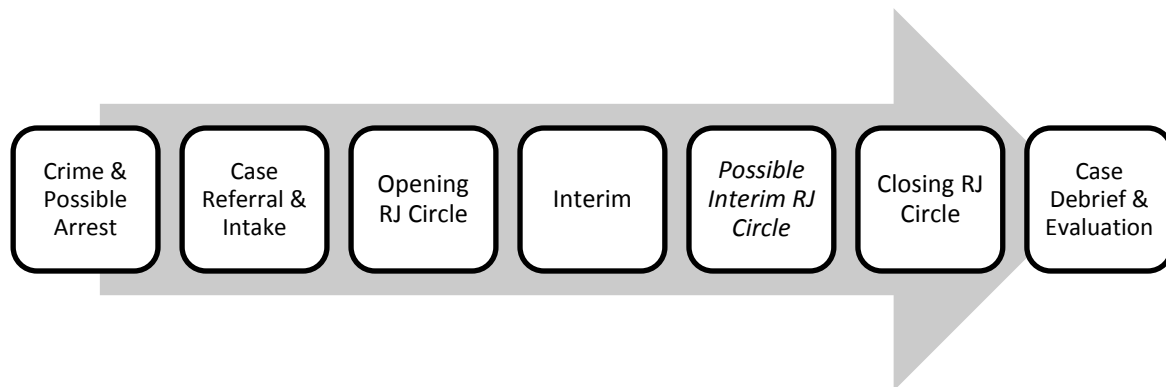 Crime &
Possible
Arrest
Case
Referral &
Intake
Opening
RJ Circle
Interim
Possible
Interim RJ
Circle
Closing RJ
Circle
Case
Debrief &
Evaluation